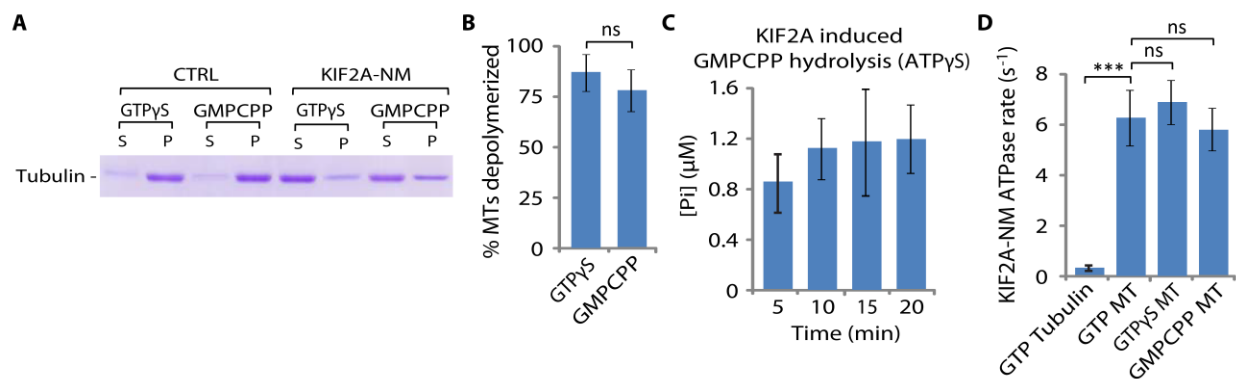 A
CTRL
KIF2A-NM
GTPγS
GMPCPP
GTPγS
GMPCPP
S
P
S
P
S
P
S
P
Tubulin -
B
ns
% MTs depolymerized
100
75
50
25
0
GTPγS
GMPCPP
C
KIF2A induced
GMPCPP hydrolysis (ATPγS)
[Pi] (µM)
1.6
1.2
0.8
0.4
0
5
10
15
20
Time (min)
D
ns
ns
***
KIF2A-NM ATPase rate (s⁻¹)
8
6
4
2
0
GTP Tubulin
GTP MT
GTPγS MT
GMPCPP MT